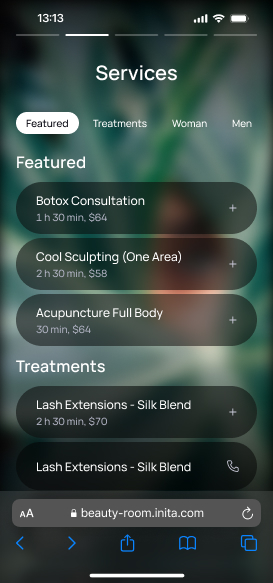 13:13
Services
Featured Treatments Woman Men
Featured
Botox Consultation
1 h 30 min, $64
+
Cool Sculpting (One Area)
2 h 30 min, $58
+
Acupuncture Full Body
30 min, $64
+
Treatments
Lash Extensions - Silk Blend
2 h 30 min, $70
+
Lash Extensions - Silk Blend
AA beauty-room.inita.com